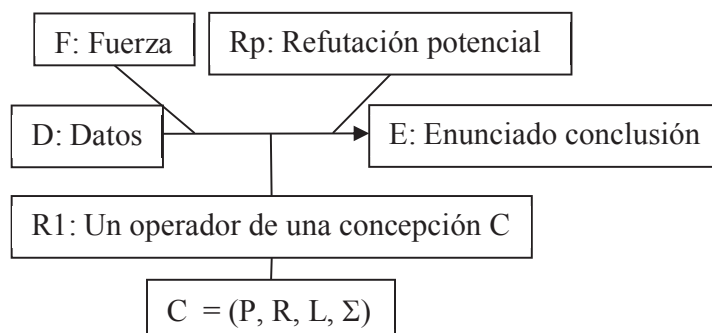 F: Fuerza
Rp: Refutación potencial
D: Datos
E: Enunciado conclusión
R1: Un operador de una concepción C
C = (P, R, L, Σ)